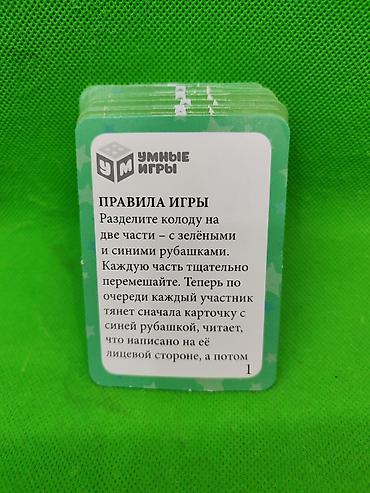 УМ УМНЫЕ
ИГРЫ
ПРАВИЛА ИГРЫ
Разделите колоду на
две части – с зелёными
и синими рубашками.
Каждую часть тщательно
перемешайте. Теперь по
очереди каждый участник
тянет сначала карточку с
синей рубашкой, читает,
что написано на её
лицевой стороне, а потом
1